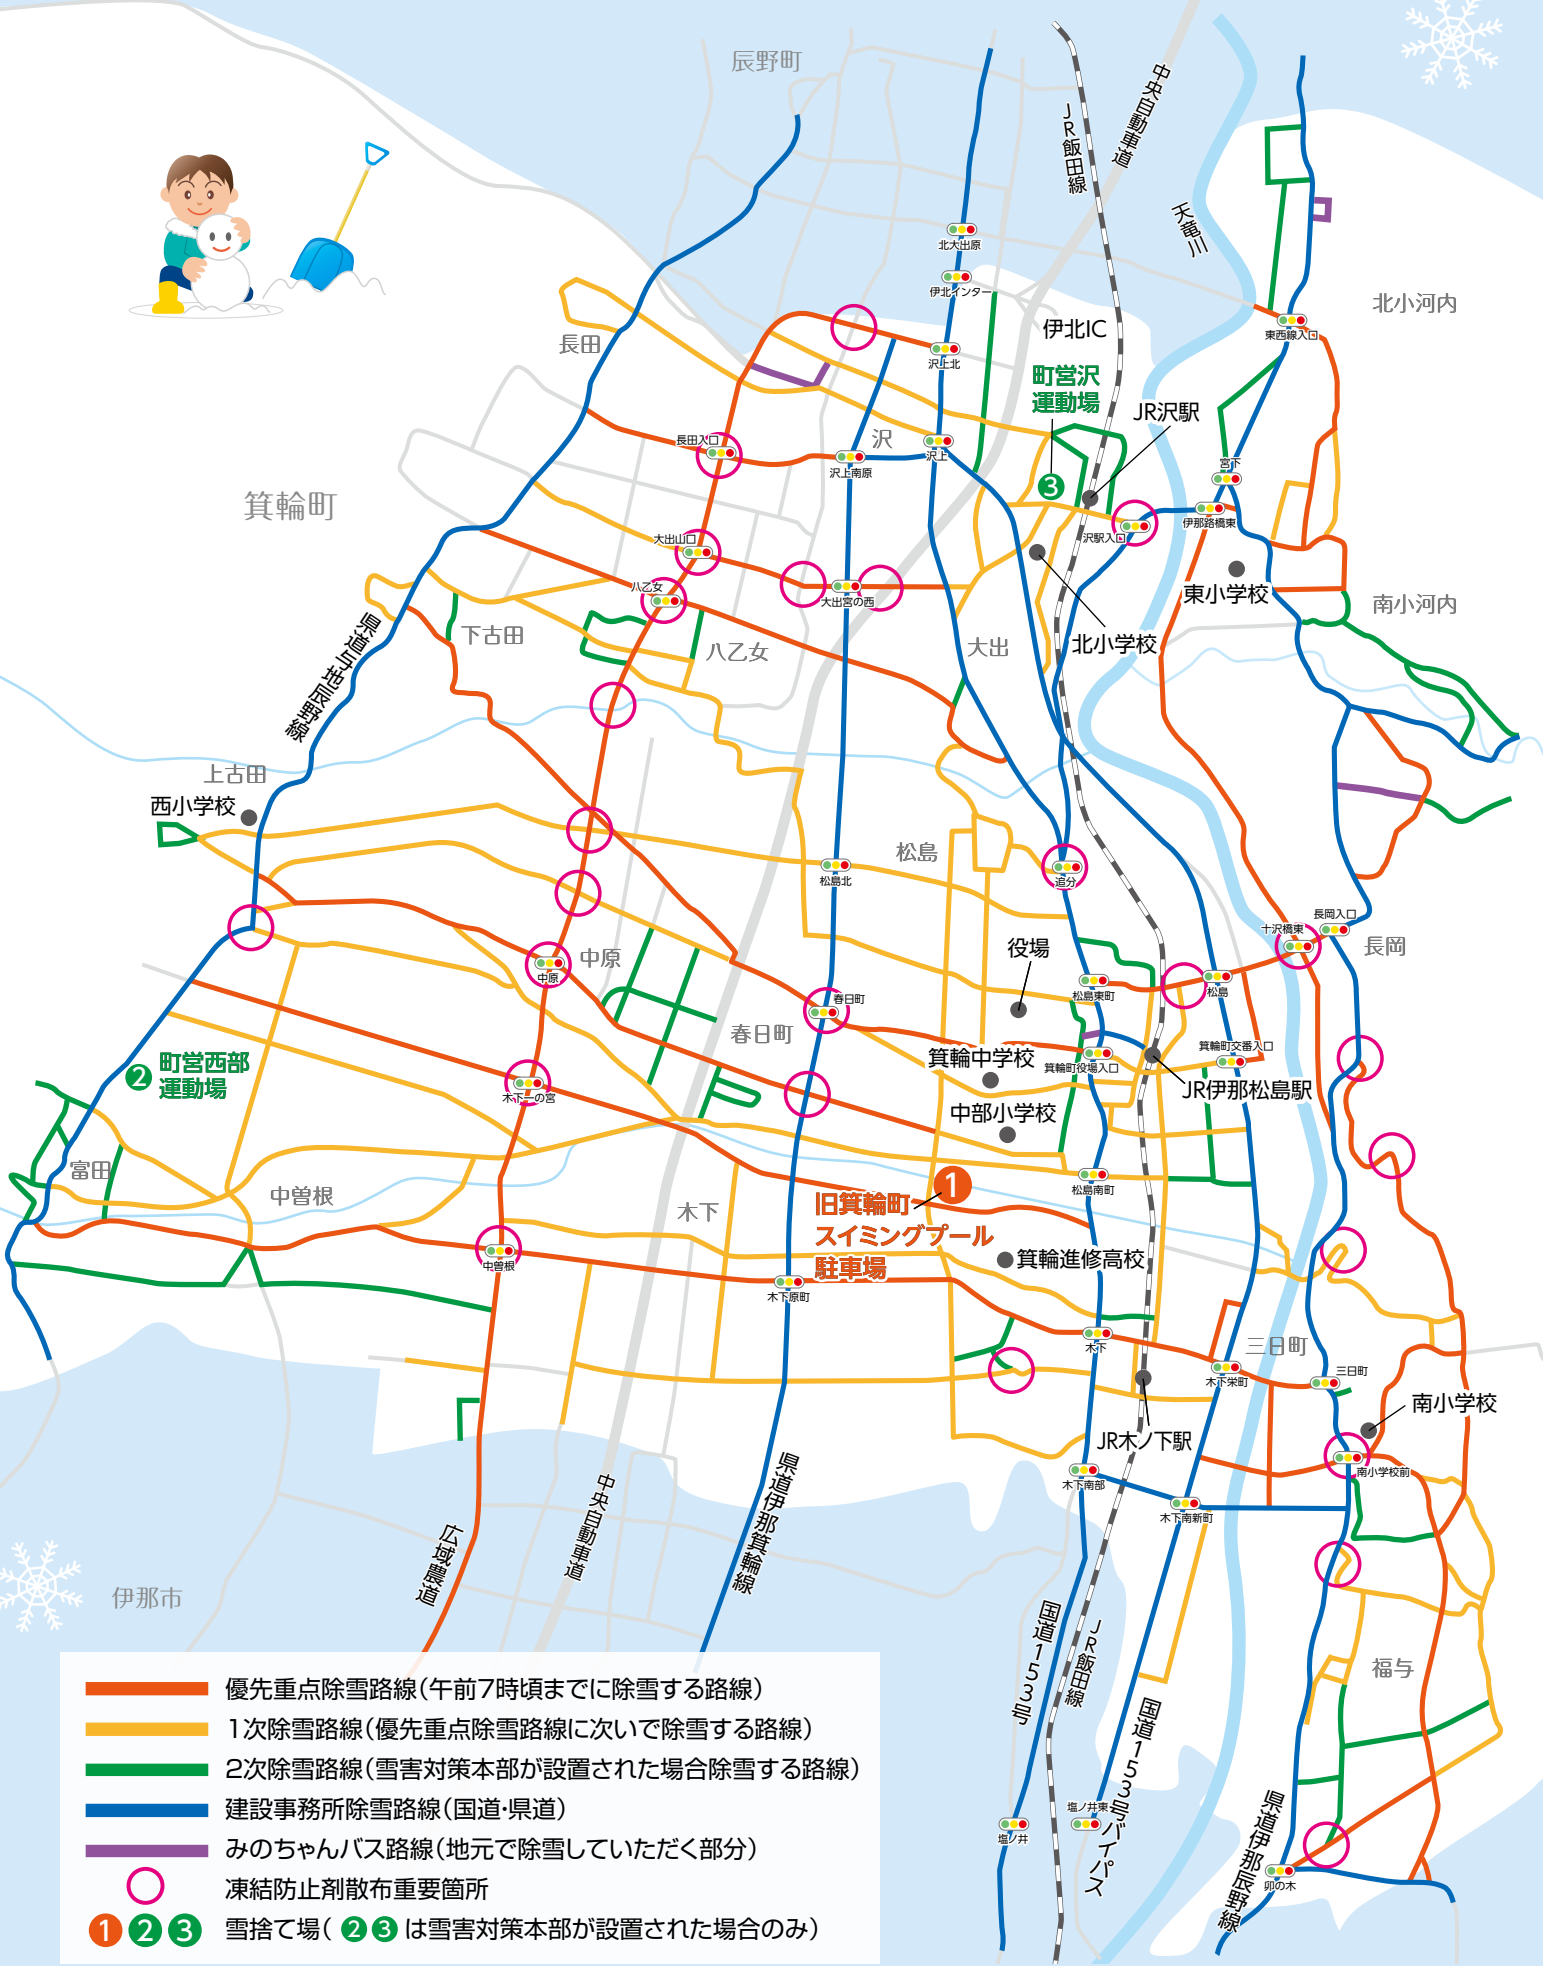 辰野町
JR飯田線
中央自動車道
天竜川
北大出原
伊北インター
北小河内
東西線入口
伊北IC
長田
沢上北
町営沢
運動場
JR沢駅
長田入口
沢
沢上
沢上南原
宮下
3
箕輪町
伊那路橋東
沢駅入口
大出山口
東小学校
八乙女
大出宮の西
南小河内
県道与地辰野線
下古田
八乙女
大出
北小学校
上古田
西小学校
松島
松島北
追分
長岡入口
十沢橋東
長岡
役場
中原
中原
松島東町
松島
春日町
春日町
箕輪町交番入口
箕輪中学校
箕輪町役場入口
2
町営西部
運動場
木下一の宮
JR伊那松島駅
中部小学校
富田
中曽根
1
松島南町
木下
旧箕輪町
スイミングプール
駐車場
箕輪進修高校
中曽根
木下原町
木下
三日町
木下栄町
三日町
南小学校
JR木ノ下駅
木下南部
南小学校前
県道伊那箕輪線
中央自動車道
広域農道
木下南新町
伊那市
国道153号
JR飯田線
国道153号バイパス
福与
塩ノ井
塩ノ井東
県道伊那辰野線
卯の木
優先重点除雪路線（午前7時頃までに除雪する路線）
1次除雪路線（優先重点除雪路線に次いで除雪する路線）
2次除雪路線（雪害対策本部が設置された場合除雪する路線）
建設事務所除雪路線（国道・県道）
みのちゃんバス路線（地元で除雪していただく部分）
凍結防止剤散布重要箇所
1 2 3 雪捨て場（ 2 3 は雪害対策本部が設置された場合のみ）